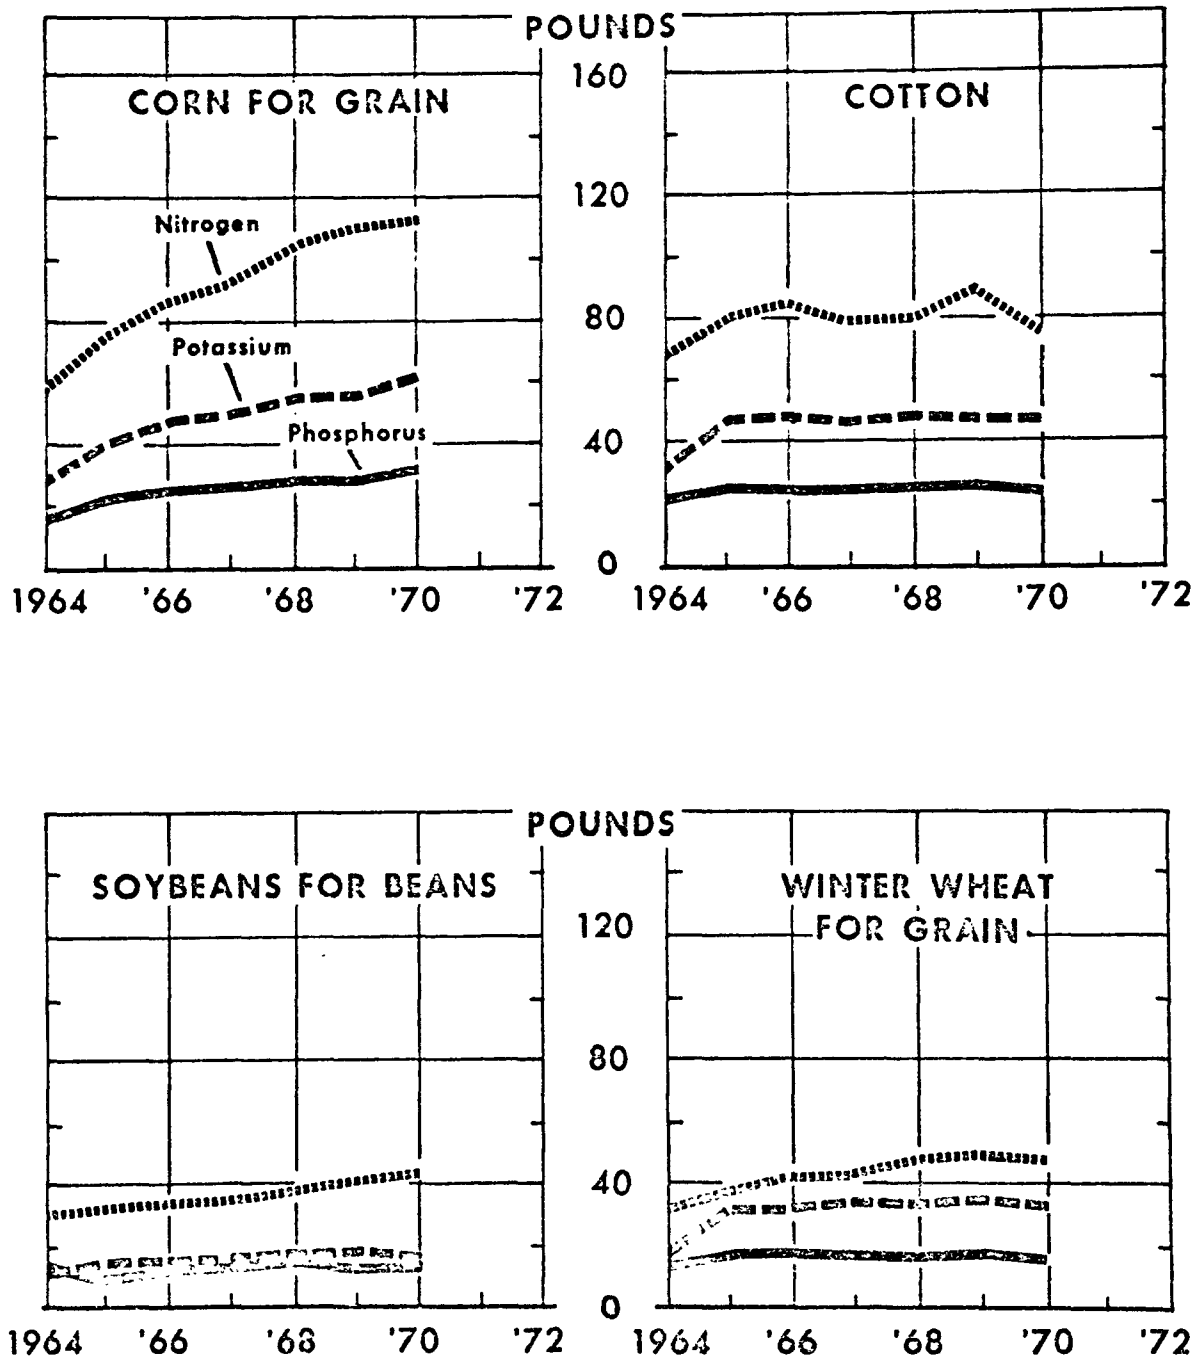 POUNDS
160
CORN FOR GRAIN
COTTON
120
Nitrogen
80
Potassium
Phosphorus
40
0
1964 '66 '68 '70 '72
1964 '66 '68 '70 '72
POUNDS
SOYBEANS FOR BEANS
WINTER WHEAT
FOR GRAIN
120
80
40
0
1964 '66 '68 '70 '72
1964 '66 '68 '70 '72